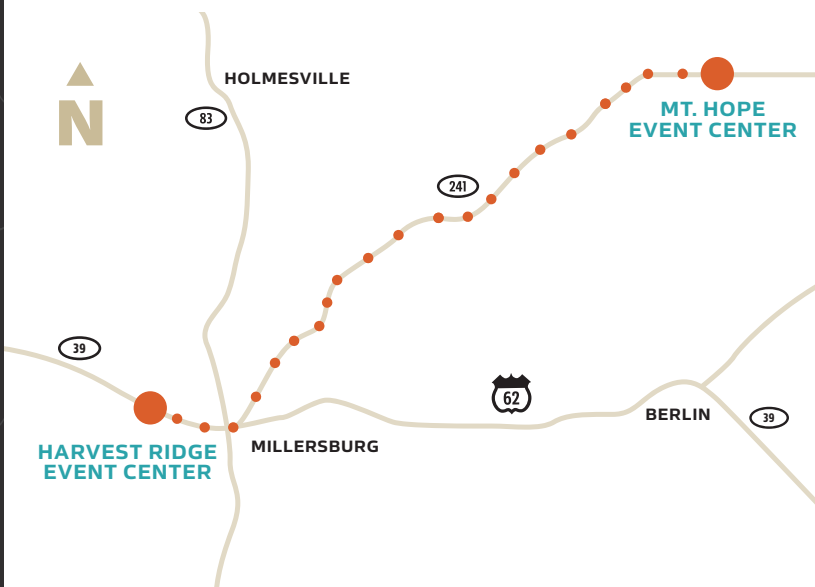 HOLMESVILLE
N
83
MT. HOPE
EVENT CENTER
241
39
62
BERLIN
39
HARVEST RIDGE
EVENT CENTER
MILLERSBURG